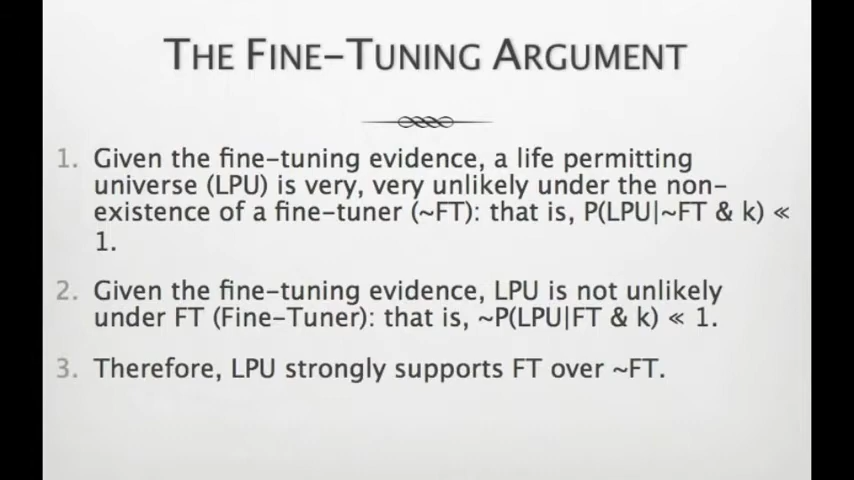 THE FINE-TUNING ARGUMENT
1. Given the fine-tuning evidence, a life permitting
universe (LPU) is very, very unlikely under the non-
existence of a fine-tuner (~FT): that is, P(LPU|~FT & k) ≪
1.
2. Given the fine-tuning evidence, LPU is not unlikely
under FT (Fine-Tuner): that is, ~P(LPU|FT & k) ≪ 1.
3. Therefore, LPU strongly supports FT over ~FT.